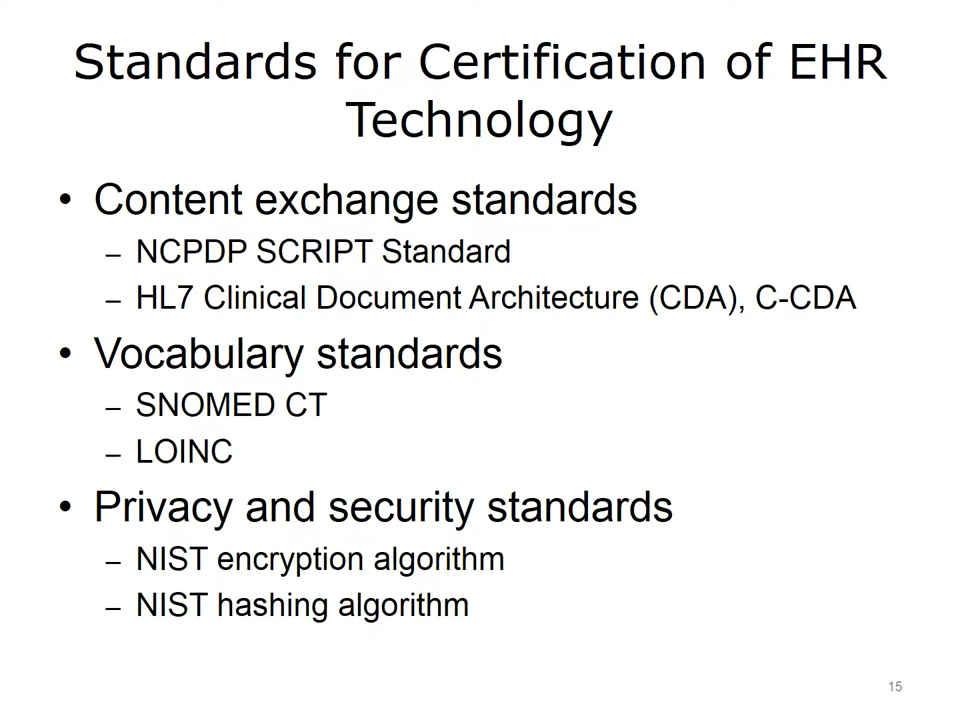 Standards for Certification of EHR
Technology
• Content exchange standards
– NCPDP SCRIPT Standard
– HL7 Clinical Document Architecture (CDA), C-CDA
• Vocabulary standards
– SNOMED CT
– LOINC
• Privacy and security standards
– NIST encryption algorithm
– NIST hashing algorithm
15